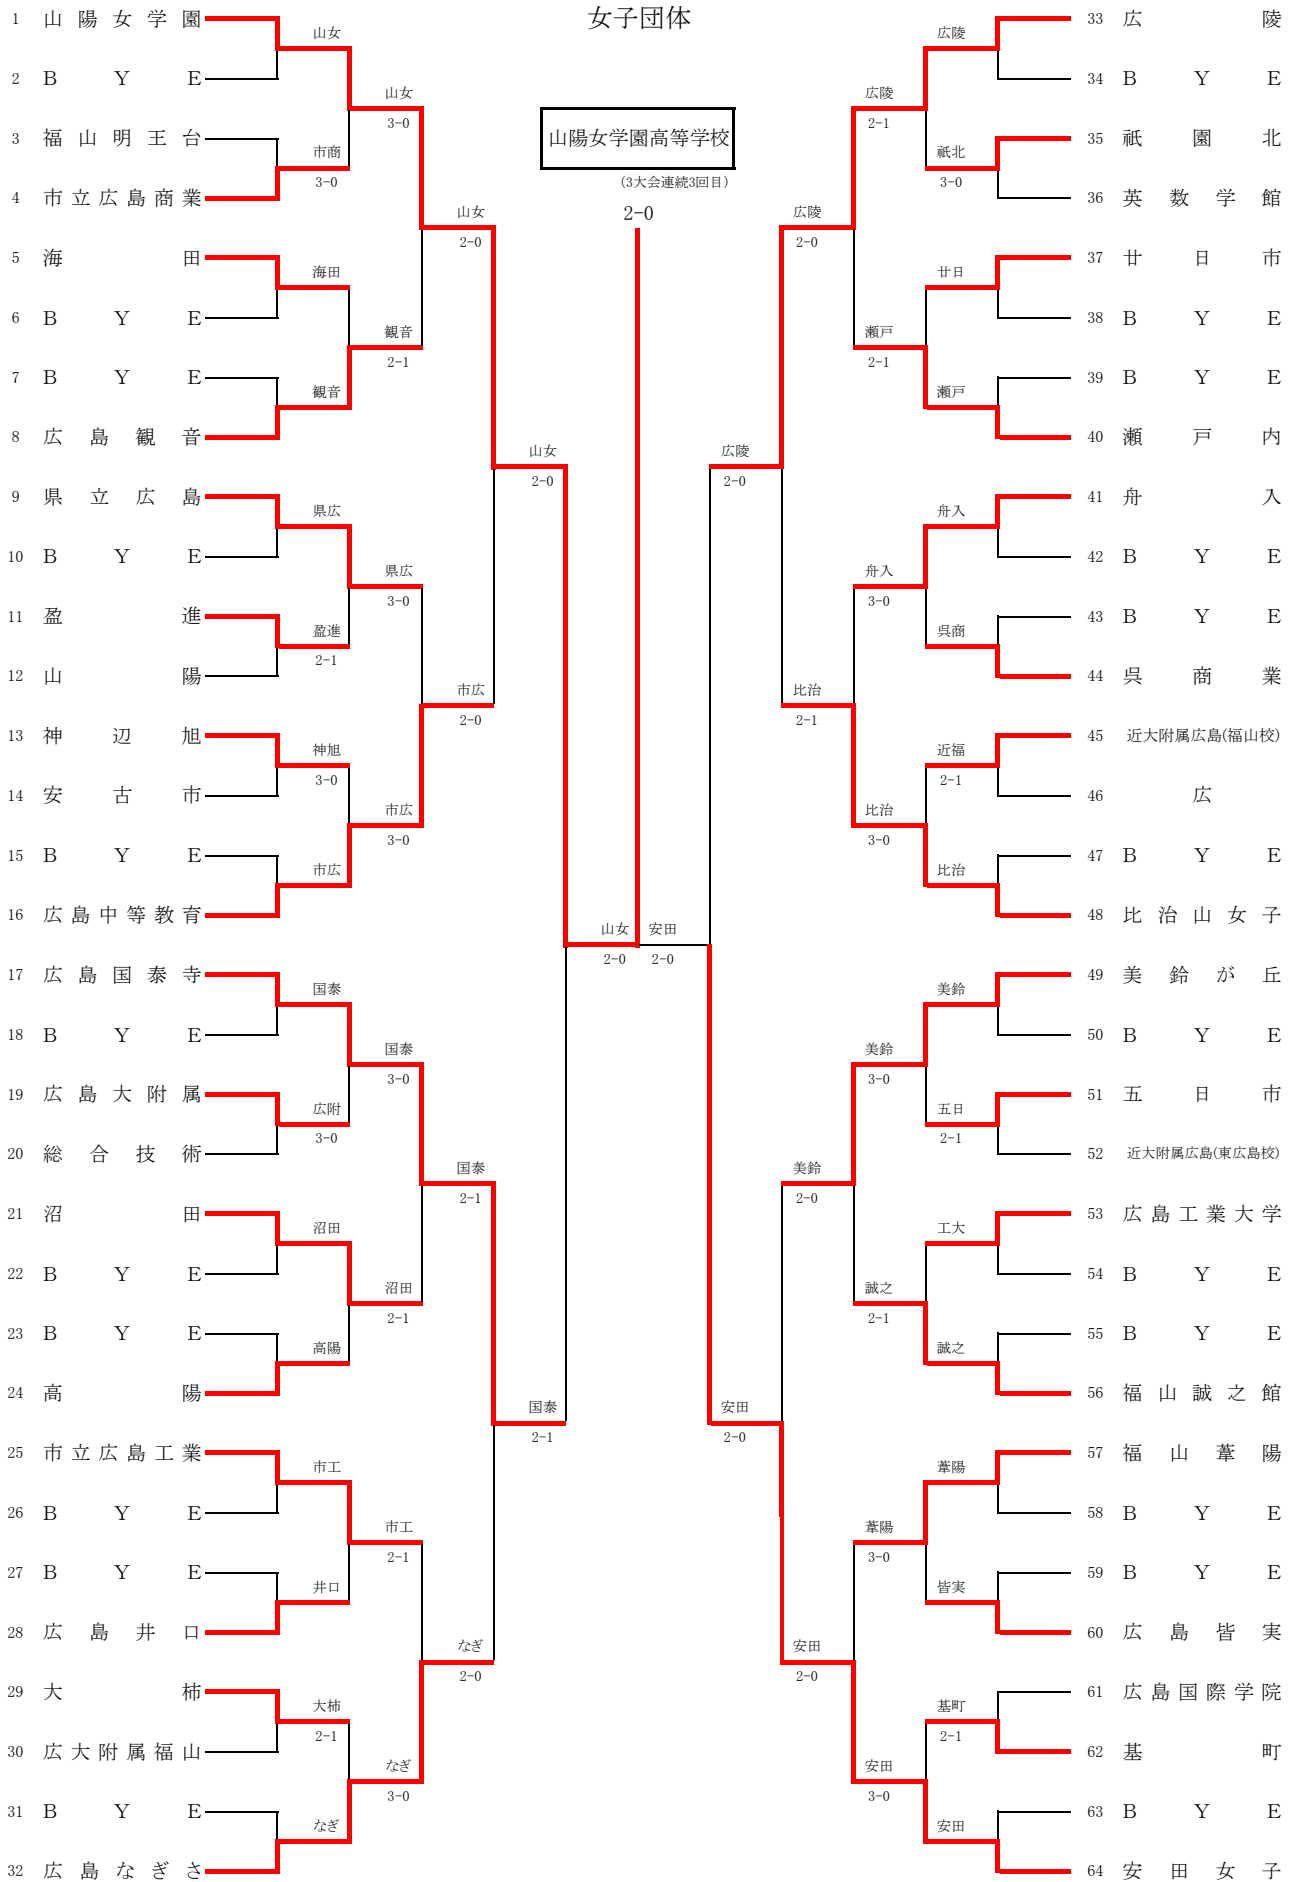 女子団体
山陽女学園高等学校
(3大会連続3回目)
2-0
1 山陽女学園
2 BYE
3 福山明王台
4 市立広島商業
5 海田
6 BYE
7 BYE
8 広島観音
9 県立広島
10 BYE
11 盈進
12 山陽
13 神辺旭
14 安古市
15 BYE
16 広島中等教育
17 広島国泰寺
18 BYE
19 広島大附属
20 総合技術
21 沼田
22 BYE
23 BYE
24 高陽
25 市立広島工業
26 BYE
27 BYE
28 広島井口
29 大柿
30 広大附属福山
31 BYE
32 広島なぎさ
山女
市商
3-0
海田
観音
県広
盈進
2-1
神旭
3-0
市広
国泰
広附
3-0
沼田
高陽
市工
井口
大柿
2-1
なぎ
山女
3-0
観音
2-1
県広
3-0
市広
3-0
国泰
3-0
沼田
2-1
市工
2-1
なぎ
3-0
山女
2-0
市広
2-0
国泰
2-1
なぎ
2-0
山女
2-0
国泰
2-1
山女
2-0
安田
2-0
広陵
2-0
安田
2-0
広陵
2-0
比治
2-1
美鈴
2-0
安田
2-0
広陵
2-1
瀬戸
2-1
舟入
3-0
比治
3-0
美鈴
3-0
誠之
2-1
葦陽
3-0
安田
3-0
広陵
祇北
3-0
廿日
瀬戸
舟入
呉商
近福
2-1
比治
美鈴
五日
2-1
工大
誠之
葦陽
皆実
基町
2-1
安田
33 広陵
34 BYE
35 祇園北
36 英数学館
37 廿日市
38 BYE
39 BYE
40 瀬戸内
41 舟入
42 BYE
43 BYE
44 呉商業
45 近大附属広島(福山校)
46 広
47 BYE
48 比治山女子
49 美鈴が丘
50 BYE
51 五日市
52 近大附属広島(東広島校)
53 広島工業大学
54 BYE
55 BYE
56 福山誠之館
57 福山葦陽
58 BYE
59 BYE
60 広島皆実
61 広島国際学院
62 基町
63 BYE
64 安田女子